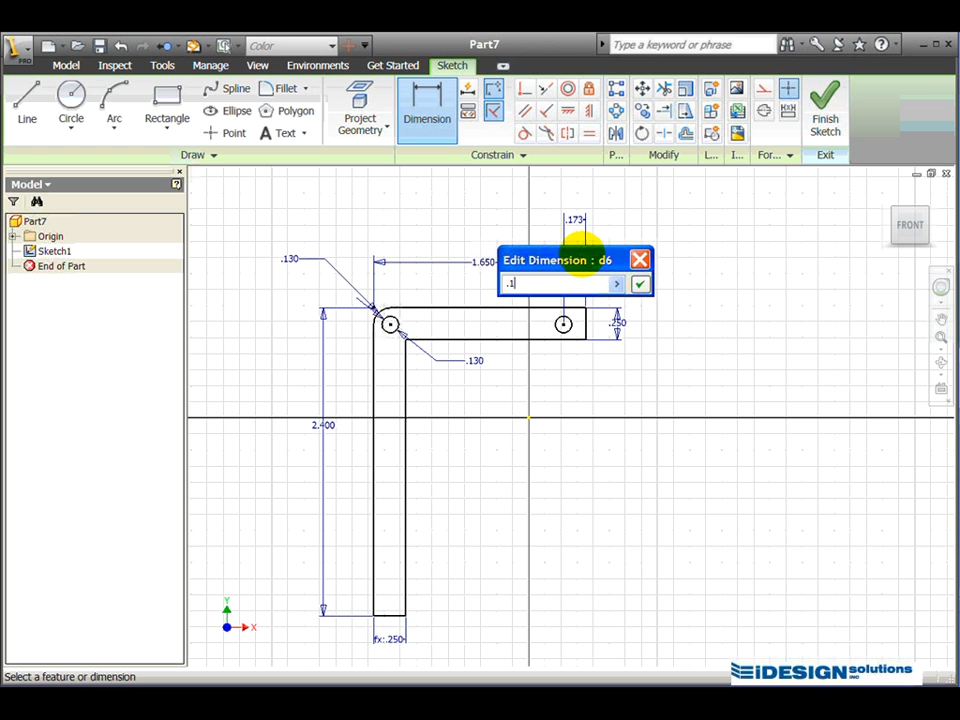 Color
Part7
Type a keyword or phrase
PRO
Model Inspect Tools Manage View Environments Get Started Sketch
Line
Circle
Arc
Rectangle
Spline
Fillet
Ellipse
Polygon
Point
Text
Project
Geometry
Dimension
Finish
Sketch
Draw
Constrain
P...
Modify
L...
I...
For...
Exit
Model
Part7
Origin
Sketch1
End of Part
FRONT
.173
.130
1.650
Edit Dimension : d6
.1
.250
.130
2.400
fx:.250
Y
X
Select a feature or dimension
iDESIGN solutions
INC